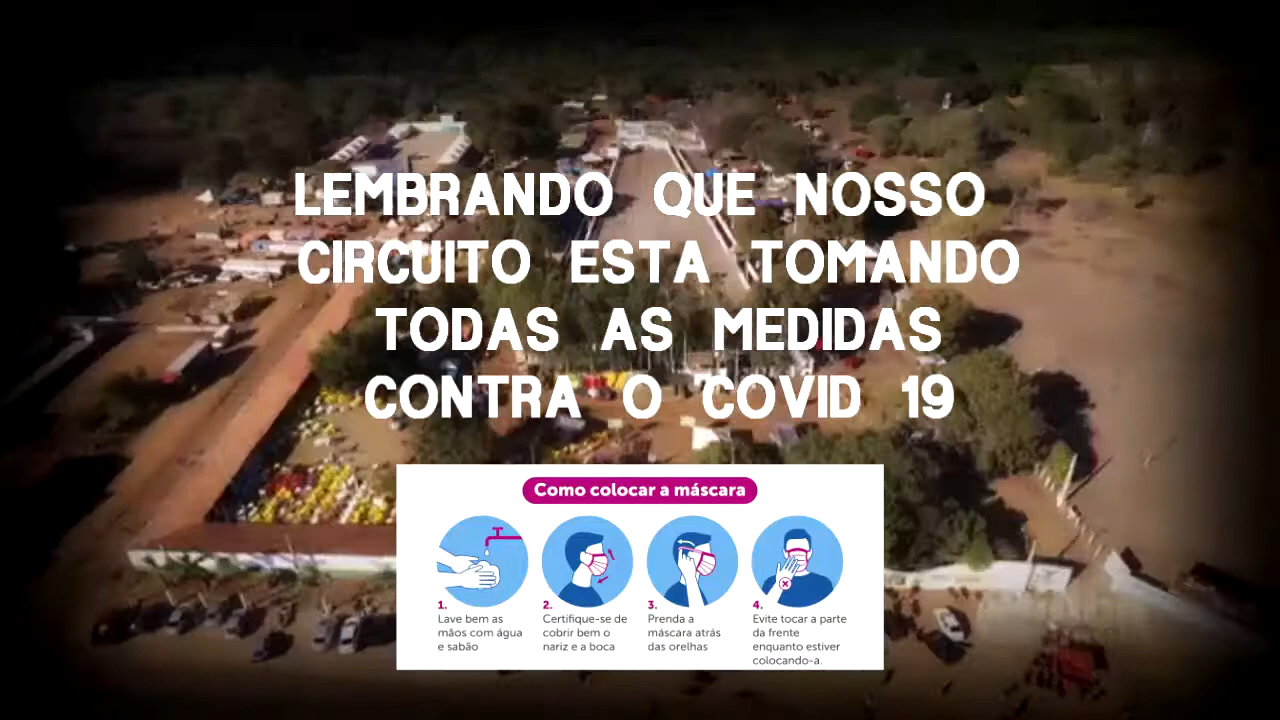 LEMBRANDO QUE NOSSO
CIRCUITO ESTA TOMANDO
TODAS AS MEDIDAS
CONTRA O COVID 19
Como colocar a máscara
1.
Lave bem as
mãos com água
e sabão
2.
Certifique-se de
cobrir bem o
nariz e a boca
3.
Prenda a
máscara atrás
das orelhas
4.
Evite tocar a parte
da frente
enquanto estiver
colocando-a.